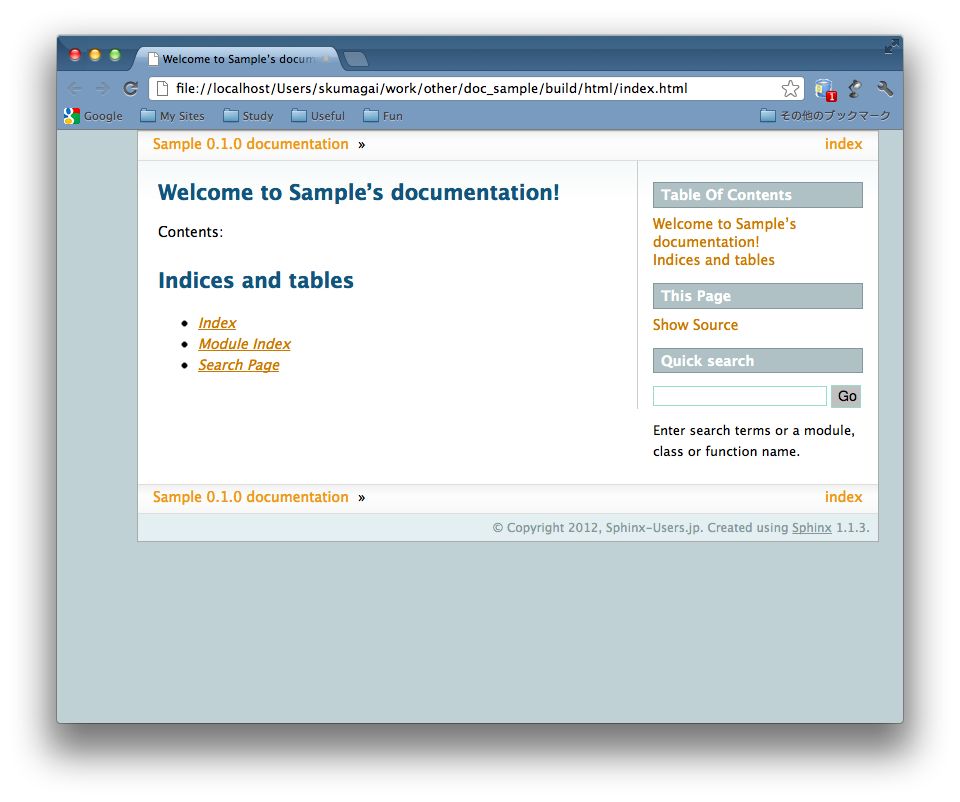 Welcome to Sample's docum
file://localhost/Users/skumagai/work/other/doc_sample/build/html/index.html
1
Google My Sites Study Useful Fun その他のブックマーク
Sample 0.1.0 documentation » index
Welcome to Sample’s documentation!
Contents:
Indices and tables
Index
Module Index
Search Page
Table Of Contents
Welcome to Sample’s
documentation!
Indices and tables
This Page
Show Source
Quick search
Go
Enter search terms or a module,
class or function name.
Sample 0.1.0 documentation » index
© Copyright 2012, Sphinx-Users.jp. Created using Sphinx 1.1.3.